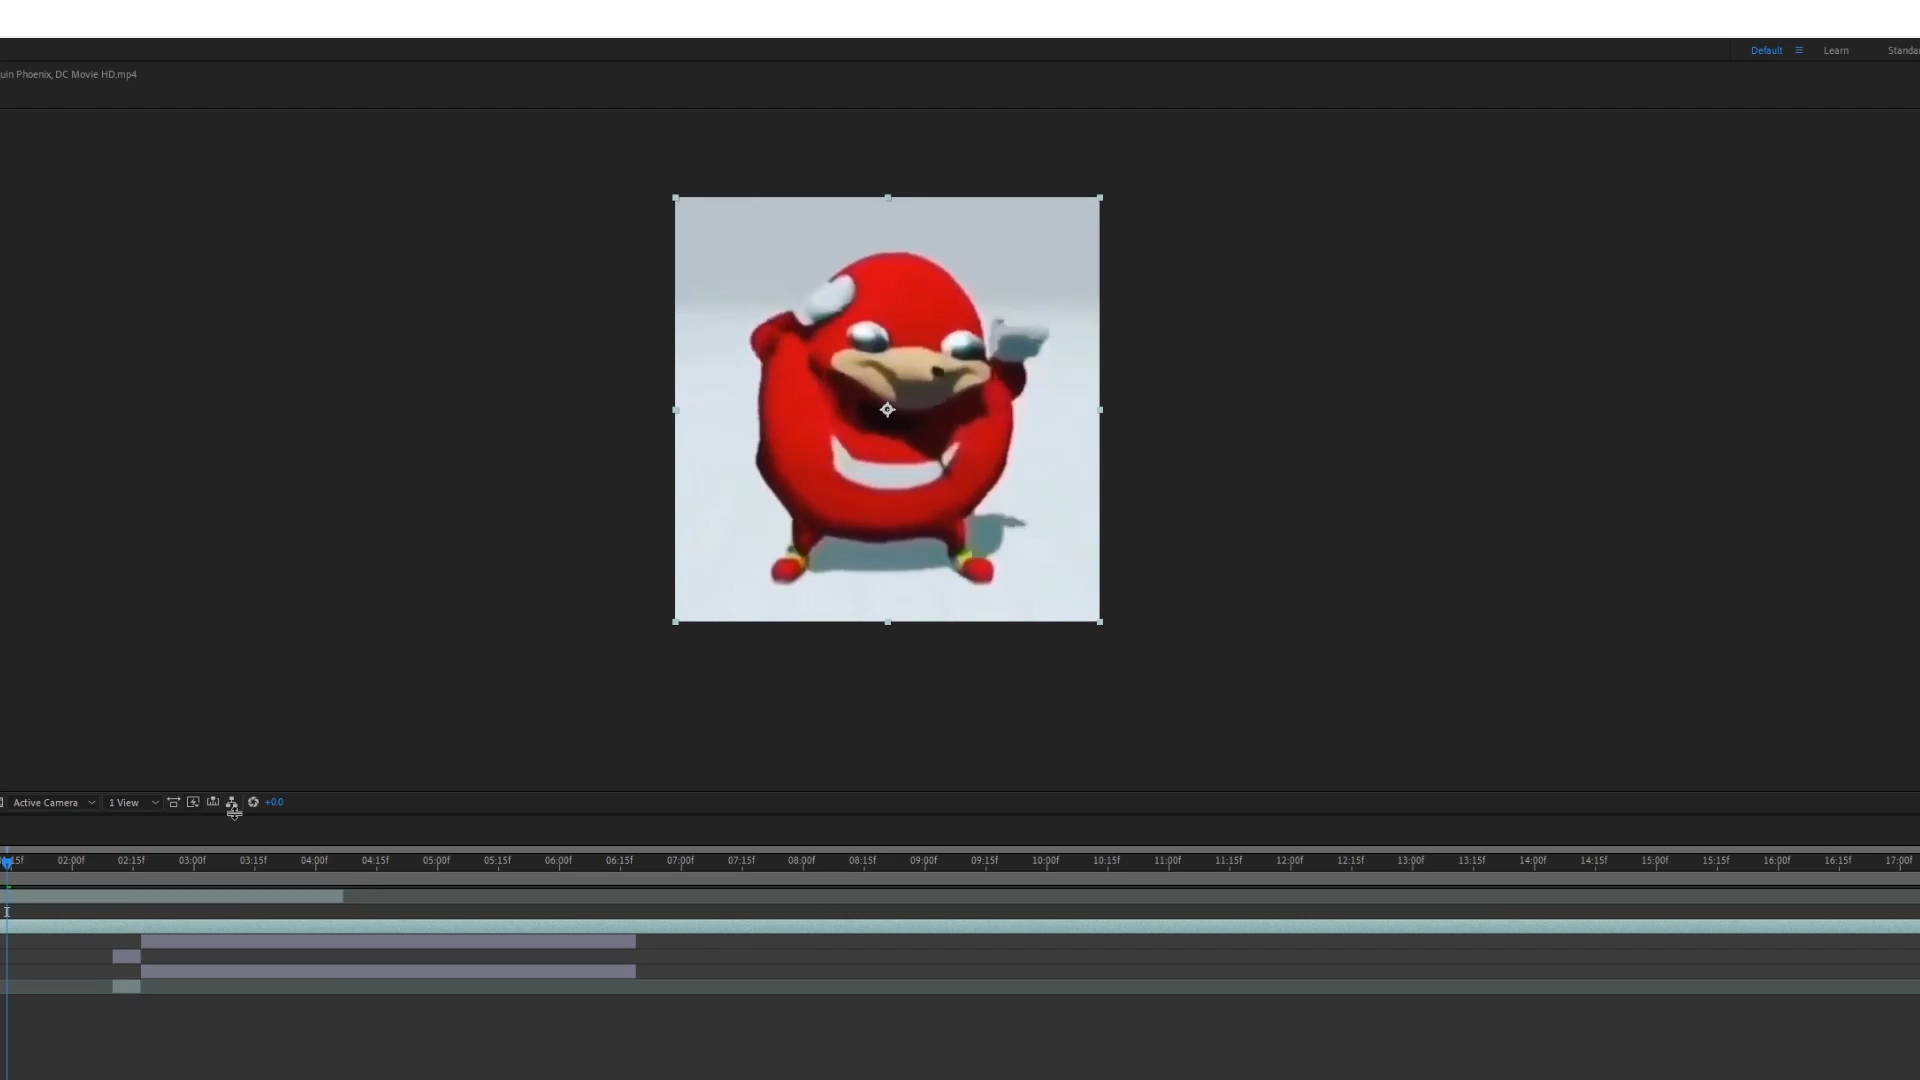 Default Learn Standa
uin Phoenix, DC Movie HD.mp4
Active Camera 1 View +0.0
15f 02:00f 02:15f 03:00f 03:15f 04:00f 04:15f 05:00f 05:15f 06:00f 06:15f 07:00f 07:15f 08:00f 08:15f 09:00f 09:15f 10:00f 10:15f 11:00f 11:15f 12:00f 12:15f 13:00f 13:15f 14:00f 14:15f 15:00f 15:15f 16:00f 16:15f 17:00f